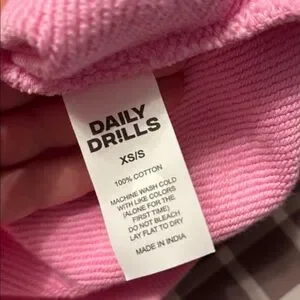 DAILY
DR!LLS
XS/S
100% COTTON
MACHINE WASH COLD
WITH LIKE COLORS
(ALONE FOR THE
FIRST TIME)
DO NOT BLEACH
LAY FLAT TO DRY
MADE IN INDIA